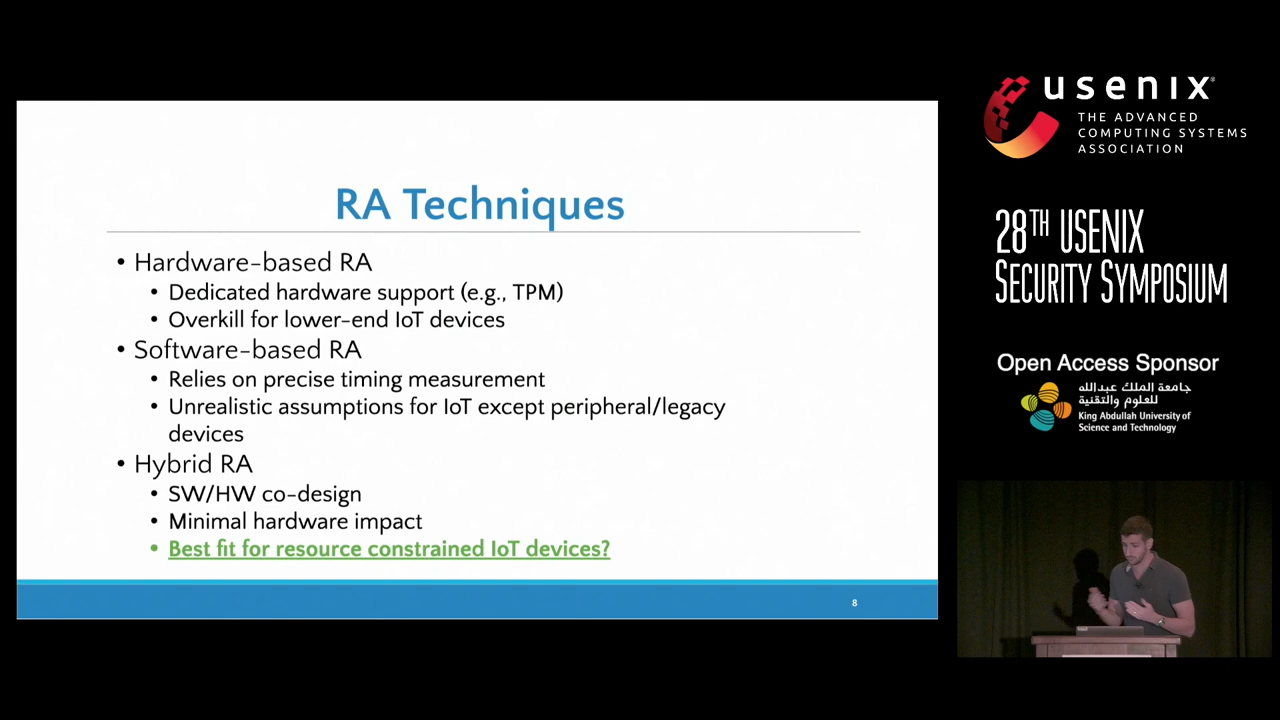 RA Techniques
• Hardware-based RA
• Dedicated hardware support (e.g., TPM)
• Overkill for lower-end IoT devices
• Software-based RA
• Relies on precise timing measurement
• Unrealistic assumptions for IoT except peripheral/legacy
devices
• Hybrid RA
• SW/HW co-design
• Minimal hardware impact
• Best fit for resource constrained IoT devices?
8
usenix®
THE ADVANCED
COMPUTING SYSTEMS
ASSOCIATION
28TH USENIX
SECURITY SYMPOSIUM
Open Access Sponsor
جامعة الملك عبدالله
للعلوم والتقنية
King Abdullah University of
Science and Technology